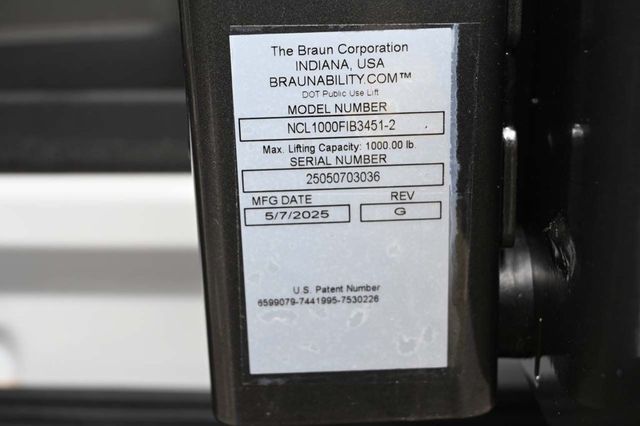 The Braun Corporation
INDIANA, USA
BRAUNABILITY.COM™
DOT Public Use Lift
MODEL NUMBER
NCL1000FIB3451-2
Max. Lifting Capacity: 1000.00 lb.
SERIAL NUMBER
25050703036
MFG DATE REV
5/7/2025 G
U.S. Patent Number
6599079-7441995-7530226